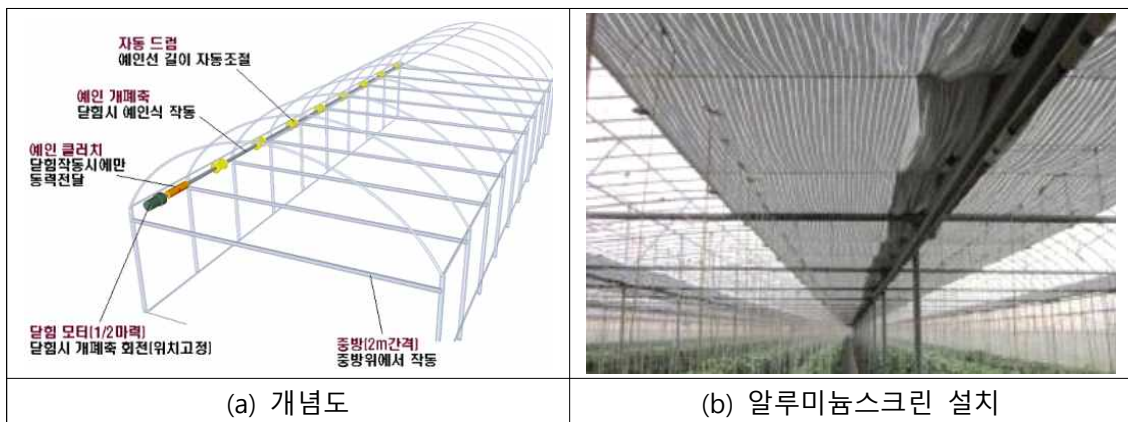 자동 드럼
예인선 길이 자동조절
예인 개폐축
닫힘시 예인식 작동
예인 클러치
닫힘작동시에만
동력전달
닫힘 모터(1/2마력)
닫힘시 개폐축 회전(위치고정)
중방(2m간격)
중방위에서 작동
(a) 개념도
(b) 알루미늄스크린 설치